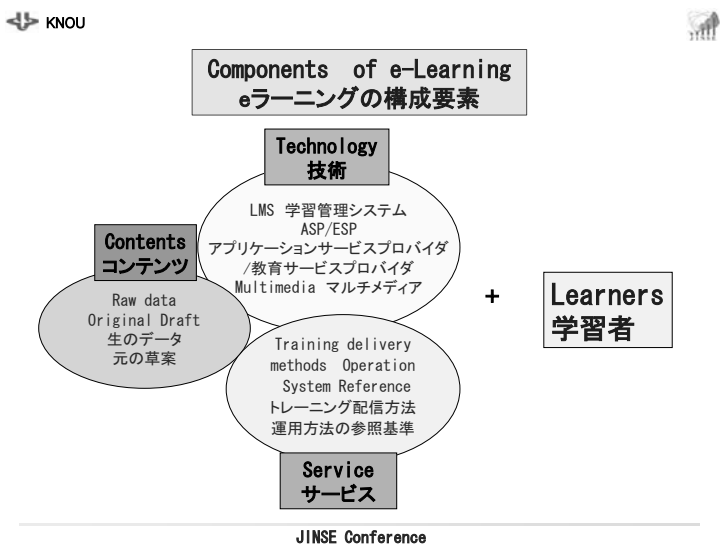 KNOU
JINSE
Components of e-Learning
eラーニングの構成要素
Technology
技術
LMS 学習管理システム
ASP/ESP
アプリケーションサービスプロバイダ
/教育サービスプロバイダ
Multimedia マルチメディア
Contents
コンテンツ
Raw data
Original Draft
生のデータ
元の草案
+
Learners
学習者
Training delivery
methods Operation
System Reference
トレーニング配信方法
運用方法の参照基準
Service
サービス
JINSE Conference